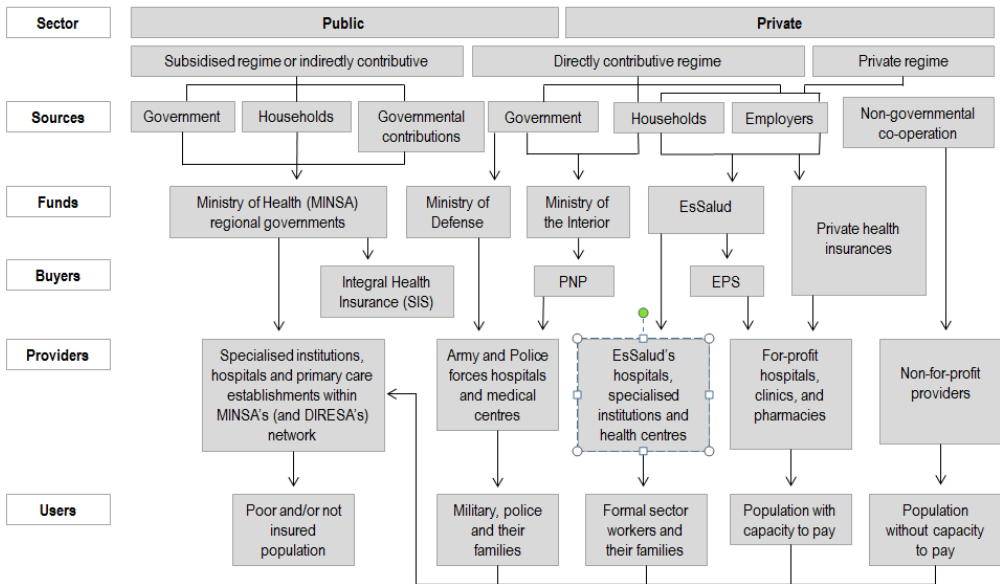 Sector
Public
Private
Subsidised regime or indirectly contributive
Directly contributive regime
Private regime
Sources
Government
Households
Governmental
contributions
Government
Households
Employers
Non-governmental
co-operation
Funds
Ministry of Health (MINSA)
regional governments
Ministry of
Defense
Ministry of
the Interior
EsSalud
Private health
insurances
Buyers
Integral Health
Insurance (SIS)
PNP
EPS
Providers
Specialised institutions,
hospitals and primary care
establishments within
MINSA's (and DIRESA's)
network
Army and Police
forces hospitals
and medical
centres
EsSalud's
hospitals,
specialised
institutions and
health centres
For-profit
hospitals,
clinics, and
pharmacies
Non-for-profit
providers
Users
Poor and/or not
insured
population
Military, police
and their
families
Formal sector
workers and
their families
Population with
capacity to pay
Population
without capacity
to pay